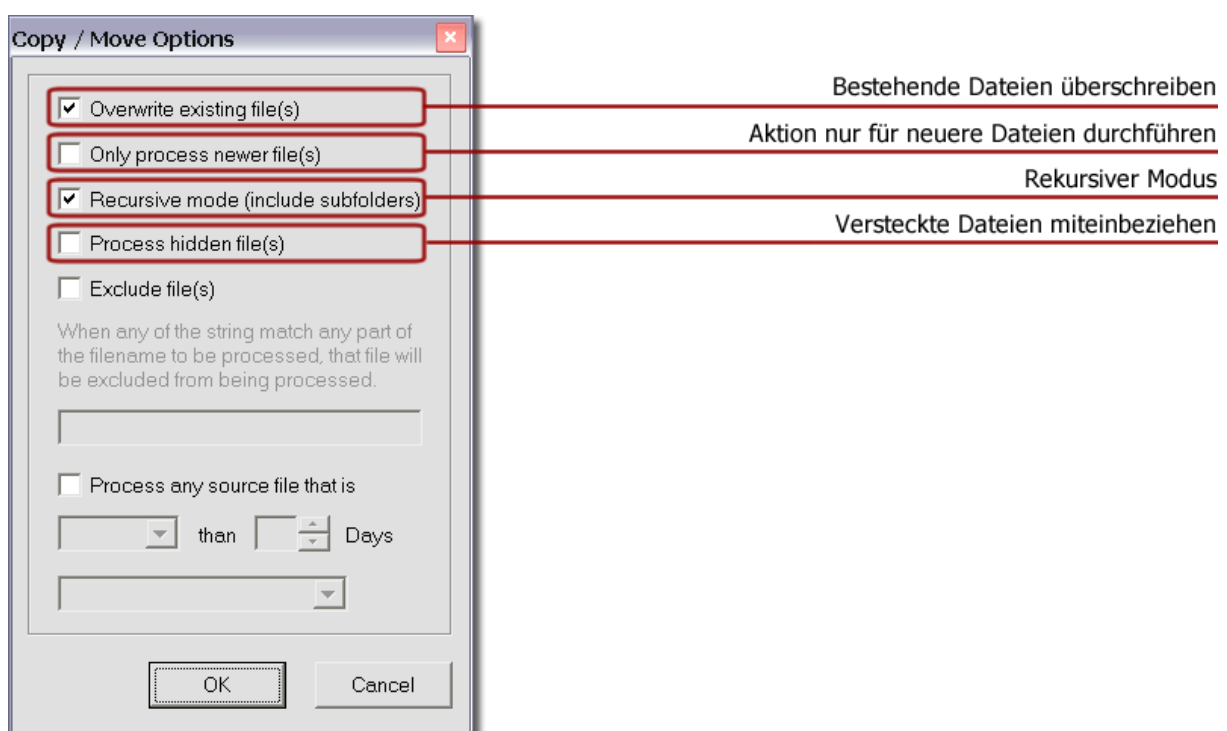 Copy / Move Options
Overwrite existing file(s)
Bestehende Dateien überschreiben
Only process newer file(s)
Aktion nur für neuere Dateien durchführen
Recursive mode (include subfolders)
Rekursiver Modus
Process hidden file(s)
Versteckte Dateien miteinbeziehen
Exclude file(s)
When any of the string match any part of
the filename to be processed, that file will
be excluded from being processed.
Process any source file that is
than Days
OK Cancel